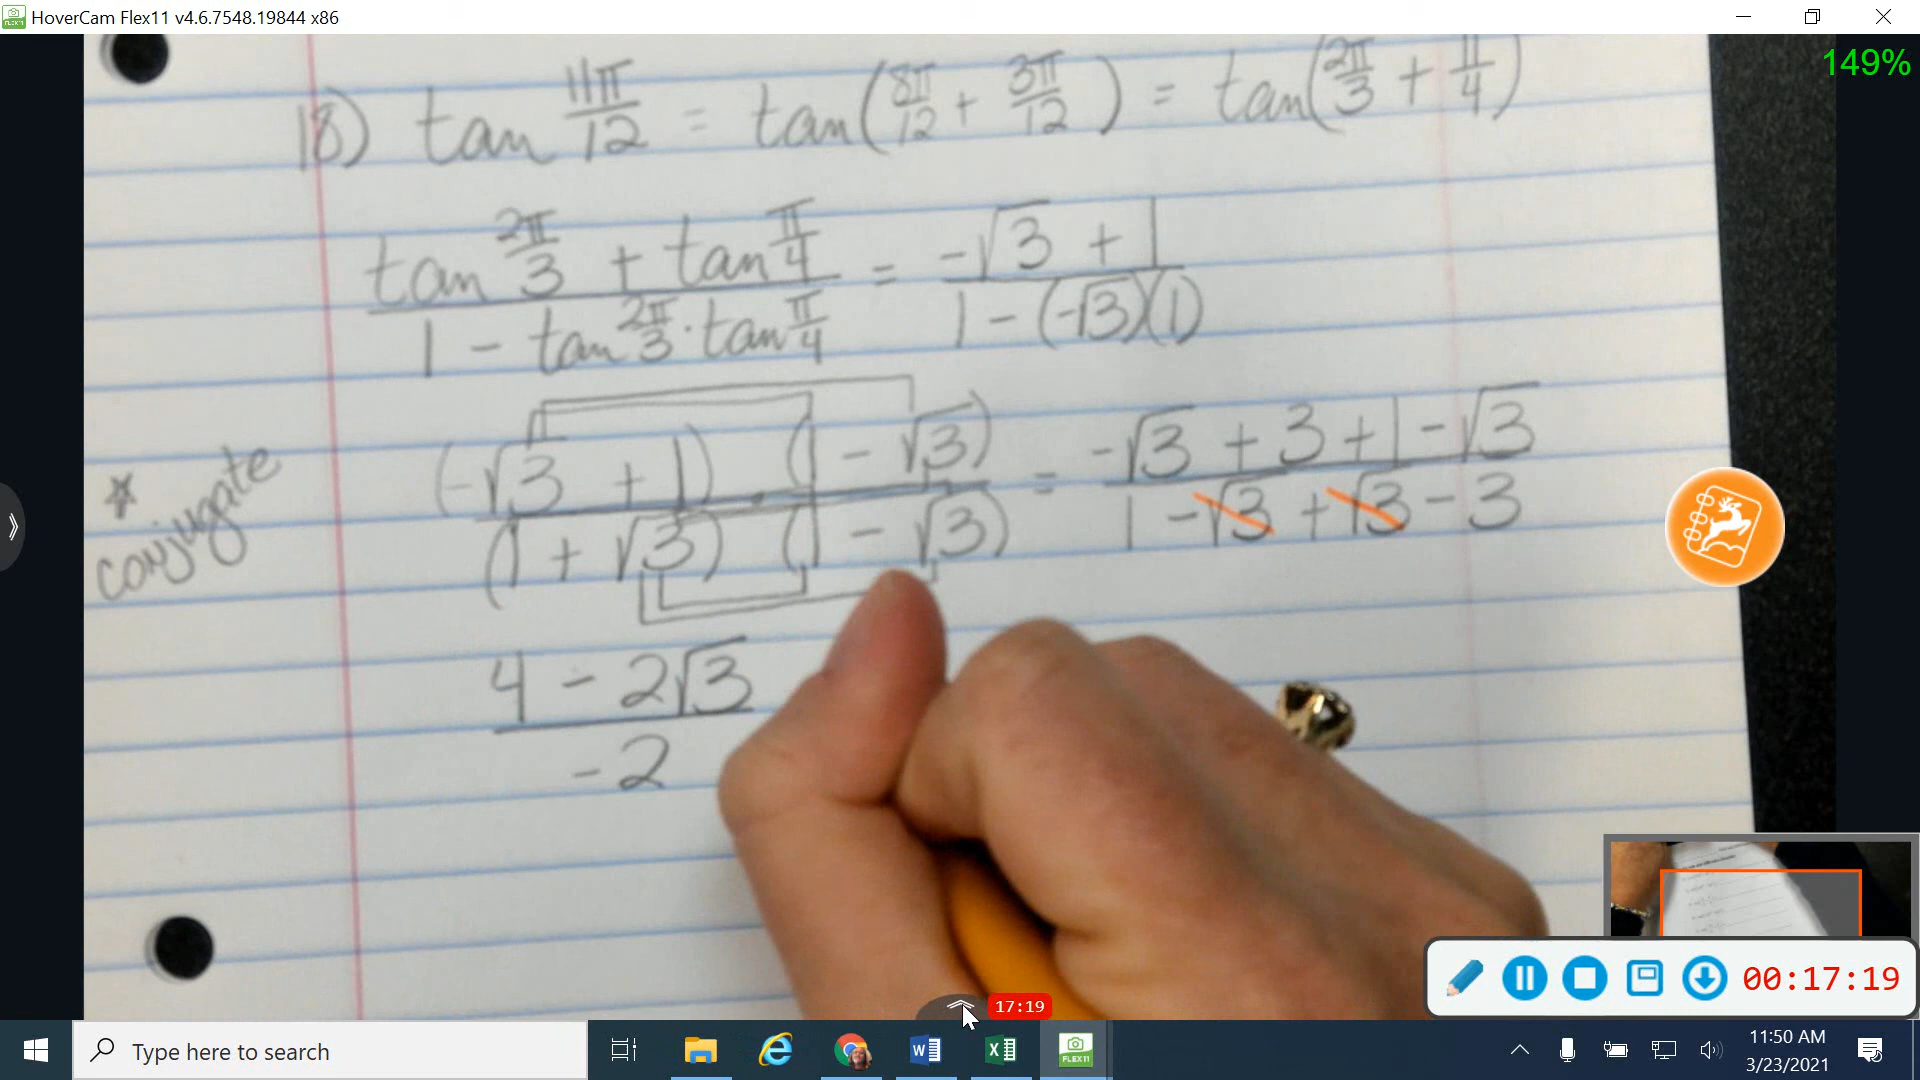 HoverCam Flex11 v4.6.7548.19844 x86
149%
18) tan 11π/12 = tan(8π/12 + 3π/12) = tan(2π/3 + π/4)
(tan 2π/3 + tan π/4)/(1 - tan 2π/3 · tan π/4) = (-√3 + 1)/(1 - (-√3)(1))
* conjugate
(-√3 + 1)/(1 + √3) · (1 - √3)/(1 - √3) = (-√3 + 3 + 1 - √3)/(1 - √3 + √3 - 3)
(4 - 2√3)/(-2)
00:17:19
17:19
Type here to search
FLEX11
11:50 AM
3/23/2021